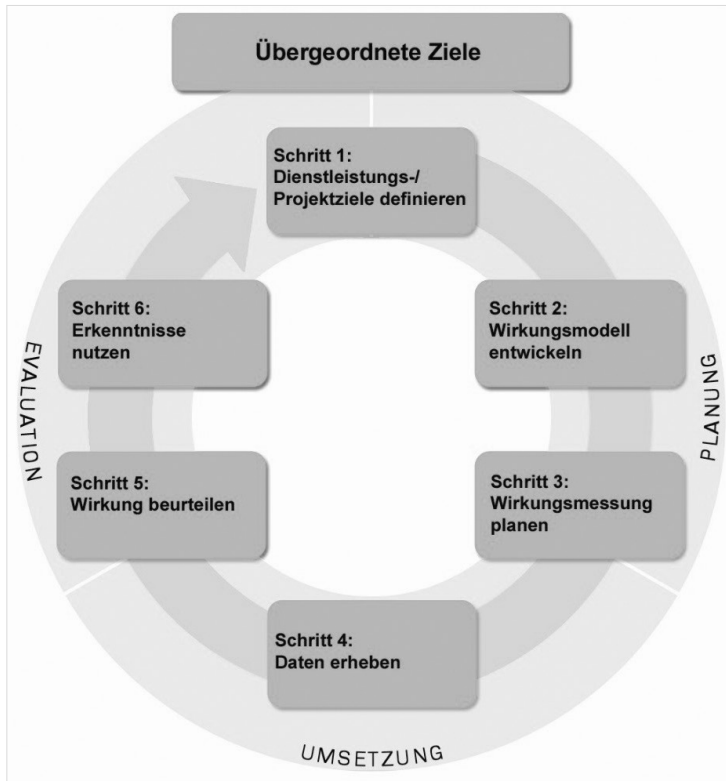 Übergeordnete Ziele
Schritt 1:
Dienstleistungs-/
Projektziele definieren
Schritt 2:
Wirkungsmodell
entwickeln
Schritt 3:
Wirkungsmessung
planen
Schritt 4:
Daten erheben
Schritt 5:
Wirkung beurteilen
Schritt 6:
Erkenntnisse
nutzen
PLANUNG
UMSETZUNG
EVALUATION